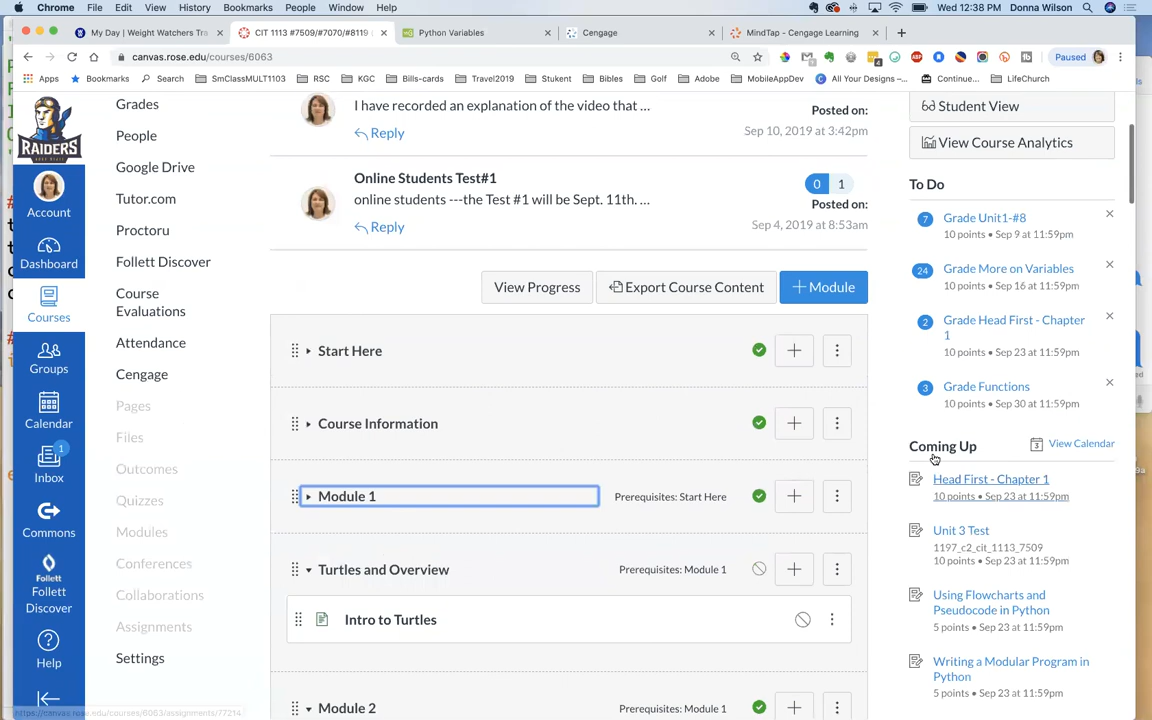 Chrome File Edit View History Bookmarks People Window Help
Wed 12:38 PM Donna Wilson
My Day | Weight Watchers Tra
CIT 1113 #7509/#7070/#8119
Python Variables
Cengage
MindTap - Cengage Learning
canvas.rose.edu/courses/6063
Paused
Apps Bookmarks Search SmClassMULT1103 RSC KGC Bills-cards Travel2019 Stukent Bibles Golf Adobe MobileAppDev All Your Designs –... Continue... LifeChurch
RAIDERS
Account
Dashboard
Courses
Groups
Calendar
1
Inbox
Commons
Follett
Follett
Discover
Help
Grades
People
Google Drive
Tutor.com
Proctoru
Follett Discover
Course
Evaluations
Attendance
Cengage
Pages
Files
Outcomes
Quizzes
Modules
Conferences
Collaborations
Assignments
Settings
I have recorded an explanation of the video that ...
Reply
Posted on:
Sep 10, 2019 at 3:42pm
Online Students Test#1
online students ---the Test #1 will be Sept. 11th. ...
Reply
0 1
Posted on:
Sep 4, 2019 at 8:53am
View Progress
Export Course Content
+ Module
Start Here
Course Information
Module 1
Prerequisites: Start Here
Turtles and Overview
Prerequisites: Module 1
Intro to Turtles
Module 2
Prerequisites: Module 1
Student View
View Course Analytics
To Do
7 Grade Unit1-#8
10 points • Sep 9 at 11:59pm
24 Grade More on Variables
10 points • Sep 16 at 11:59pm
2 Grade Head First - Chapter
1
10 points • Sep 23 at 11:59pm
3 Grade Functions
10 points • Sep 30 at 11:59pm
Coming Up
View Calendar
Head First - Chapter 1
10 points • Sep 23 at 11:59pm
Unit 3 Test
1197_c2_cit_1113_7509
10 points • Sep 23 at 11:59pm
Using Flowcharts and
Pseudocode in Python
5 points • Sep 23 at 11:59pm
Writing a Modular Program in
Python
5 points • Sep 23 at 11:59pm
https://canvas.rose.edu/courses/6063/assignments/77214